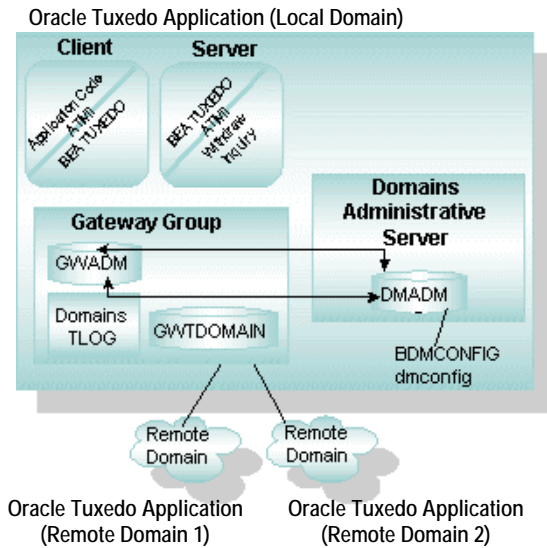 Oracle Tuxedo Application (Local Domain)
Client
Server
Application Code
ATMI
BEA TUXEDO
BEA TUXEDO
ATMI
Withdraw
Inquiry
Domains
Administrative
Server
Gateway Group
GWADM
DMADM
Domains
TLOG
GWTDOMAIN
BDMCONFIG
dmconfig
Remote
Domain
Remote
Domain
Oracle Tuxedo Application
(Remote Domain 1)
Oracle Tuxedo Application
(Remote Domain 2)